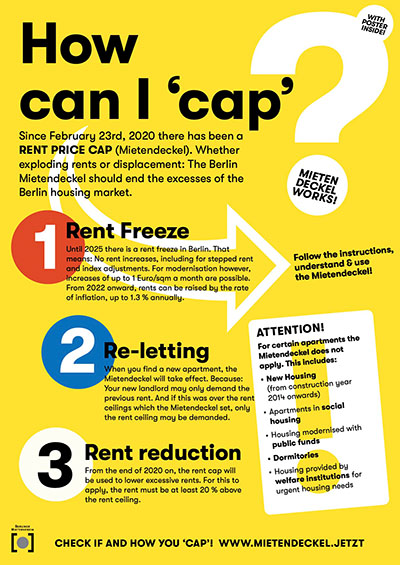 How
can I ‘cap’
?
WITH
POSTER
INSIDE!
Since February 23rd, 2020 there has been a
RENT PRICE CAP (Mietendeckel). Whether
exploding rents or displacement: The Berlin
Mietendeckel should end the excesses of the
Berlin housing market.
MIETEN
DECKEL
WORKS!
1
Rent Freeze
Until 2025 there is a rent freeze in Berlin. That
means: No rent increases, including for stepped rent
and index adjustments. For modernisation however,
increases of up to 1 Euro/sqm a month are possible.
From 2022 onward, rents can be raised by the rate
of inflation, up to 1.3 % annually.
Follow the instructions,
understand & use
the Mietendeckel!
2
Re-letting
When you find a new apartment, the
Mietendeckel will take effect. Because:
Your new landlord may only demand the
previous rent. And if this was over the rent
ceilings which the Mietendeckel set, only
the rent ceiling may be demanded.
ATTENTION!
For certain apartments the
Mietendeckel does not
apply. This includes:
• New Housing
(from construction year
2014 onwards)
• Apartments in social
housing
• Housing modernised with
public funds
• Dormitories
• Housing provided by
welfare institutions for
urgent housing needs
3
Rent reduction
From the end of 2020 on, the rent cap will
be used to lower excessive rents. For this to
apply, the rent must be at least 20 % above
the rent ceiling.
BERLINER
MIETERVEREIN
CHECK IF AND HOW YOU ‘CAP’! WWW.MIETENDECKEL.JETZT